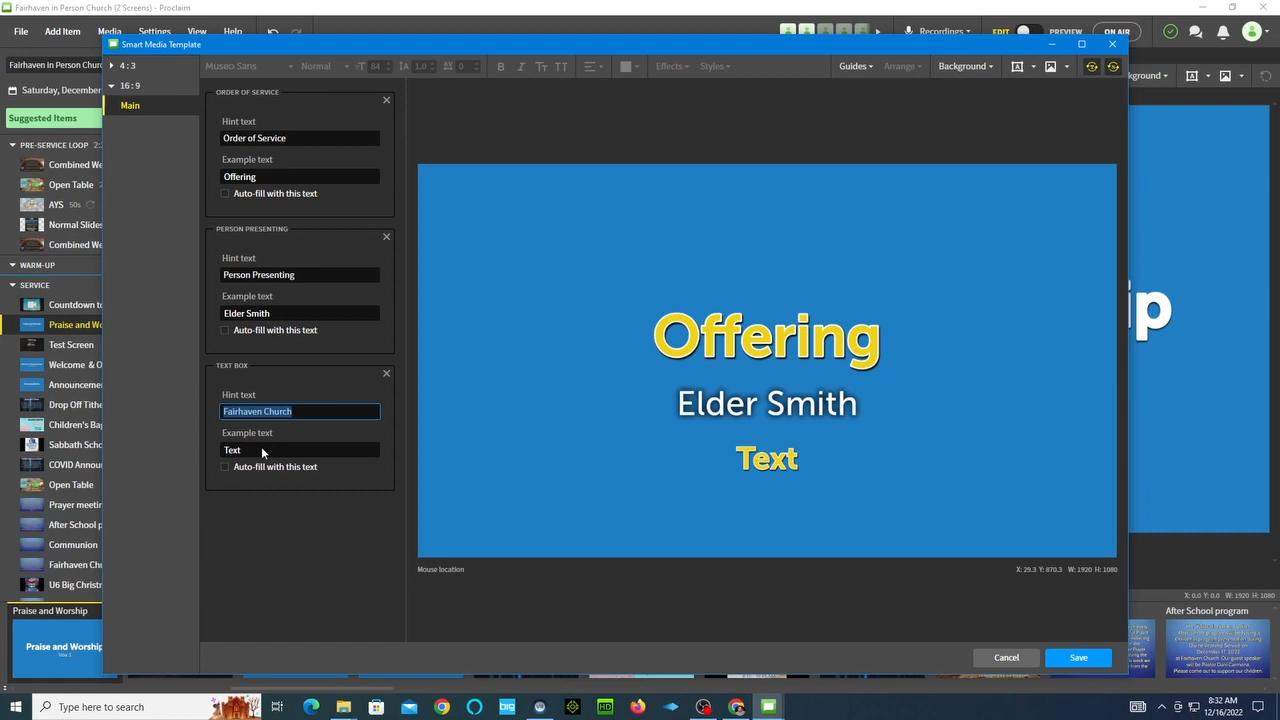 Fairhaven in Person Church (2 Screens) - Proclaim
File
Add Item
Media
Settings
View
Help
Recordings
EDIT
PREVIEW
ON AIR
Smart Media Template
Fairhaven in Person Church
Saturday, December
Suggested Items
PRE-SERVICE LOOP
Combined We
Open Table
AYS 50s
Normal Slides
Combined We
WARM-UP
SERVICE
Countdown to
Praise and Wo
Test Screen
Welcome & O
Announcemen
Drop Off Tithe
Children's Bag
Sabbath Scho
COVID Annou
Open Table
Prayer meetin
After School p
Communion
Fairhaven Chu
U6 Big Christm
Praise and Worship
Praise and Worship
4:3
16:9
Main
Museo Sans
Normal
84
1.0
0
Effects
Styles
Guides
Arrange
Background
ORDER OF SERVICE
Hint text
Order of Service
Example text
Offering
Auto-fill with this text
PERSON PRESENTING
Hint text
Person Presenting
Example text
Elder Smith
Auto-fill with this text
TEXT BOX
Hint text
Fairhaven Church
Example text
Text
Auto-fill with this text
Offering
Elder Smith
Text
Mouse location
X: 29.3 Y: 870.3 W: 1920 H: 1080
Cancel
Save
ckground
ip
X: 0.0 Y: 0.0 W: 1920 H: 1080
After School program
Type here to search
8:32 AM
12/16/2022